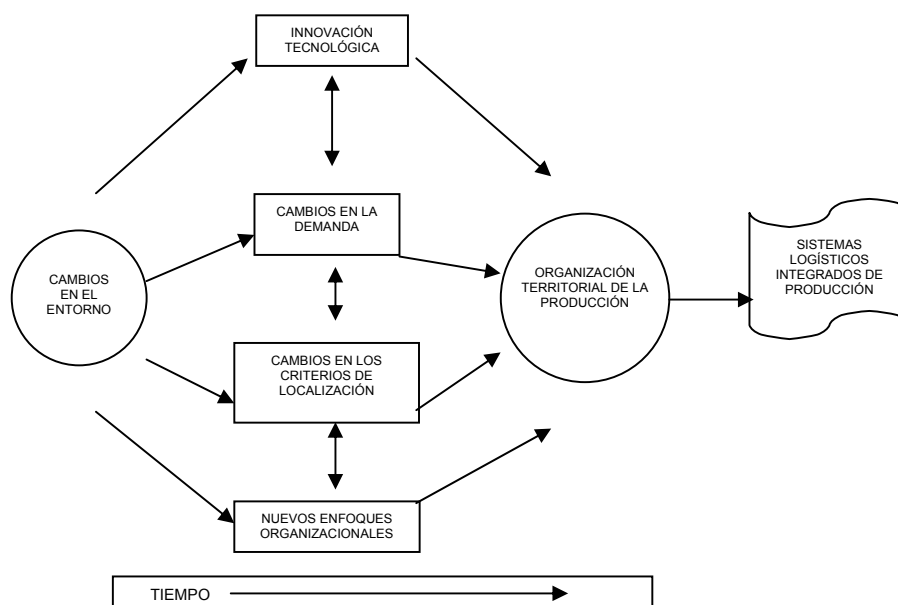 INNOVACIÓN
TECNOLÓGICA
CAMBIOS EN LA
DEMANDA
CAMBIOS
EN EL
ENTORNO
ORGANIZACIÓN
TERRITORIAL DE LA
PRODUCCIÓN
SISTEMAS
LOGÍSTICOS
INTEGRADOS DE
PRODUCCIÓN
CAMBIOS EN LOS
CRITERIOS DE
LOCALIZACIÓN
NUEVOS ENFOQUES
ORGANIZACIONALES
TIEMPO